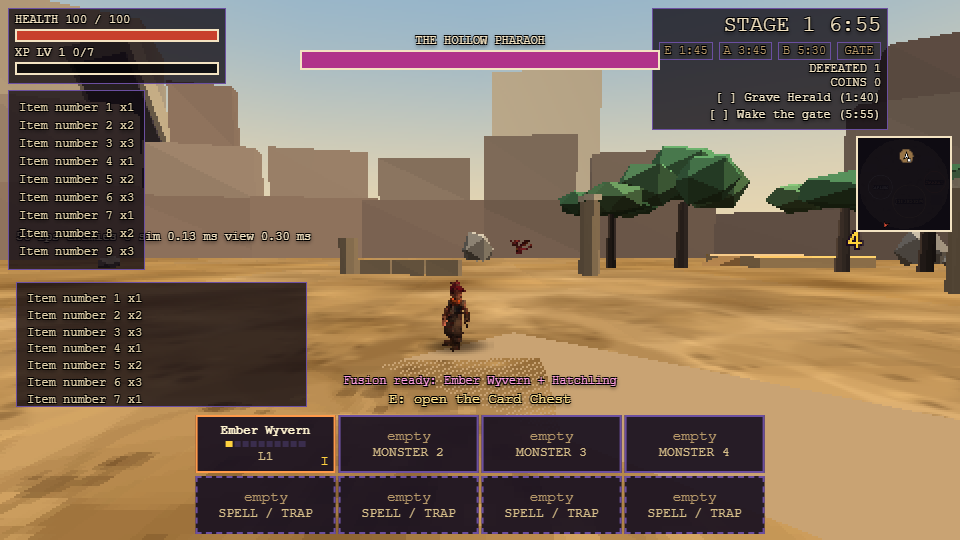 HEALTH 100 / 100
XP LV 1 0/7
THE HOLLOW PHARAOH
STAGE 1 6:55
E 1:45 A 3:45 B 5:30 GATE
DEFEATED 1
COINS 0
[ ] Grave Herald (1:40)
[ ] Wake the gate (5:55)
Item number 1 x1
Item number 2 x2
Item number 3 x3
Item number 4 x1
Item number 5 x2
Item number 6 x3
Item number 7 x1
Item number 8 x2
sim 0.13 ms view 0.30 ms
Item number 9 x3
4
Item number 1 x1
Item number 2 x2
Item number 3 x3
Item number 4 x1
Item number 5 x2
Item number 6 x3
Item number 7 x1
Fusion ready: Ember Wyvern + Hatchling
E: open the Card Chest
Ember Wyvern
L1
I
empty
MONSTER 2
empty
MONSTER 3
empty
MONSTER 4
empty
SPELL / TRAP
empty
SPELL / TRAP
empty
SPELL / TRAP
empty
SPELL / TRAP